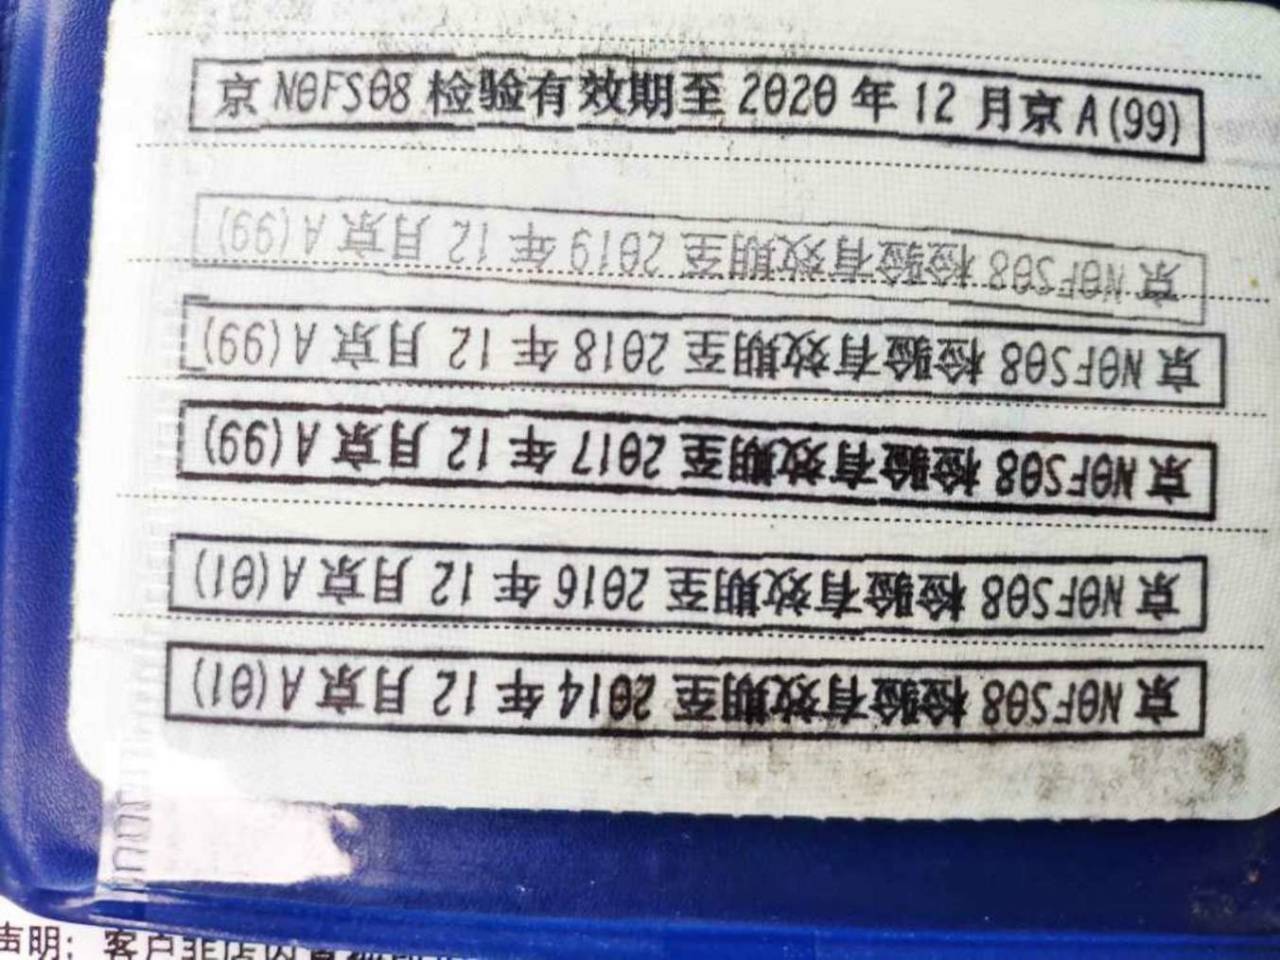 京 N0FS08 检验有效期至 2020 年 12 月京 A(99)
京 N0FS08 检验有效期至 2019 年 12 月京 A(99)
京 N0FS08 检验有效期至 2018 年 12 月京 A(99)
京 N0FS08 检验有效期至 2017 年 12 月京 A(99)
京 N0FS08 检验有效期至 2016 年 12 月京 A(01)
京 N0FS08 检验有效期至 2014 年 12 月京 A(01)
声明：客户非店内